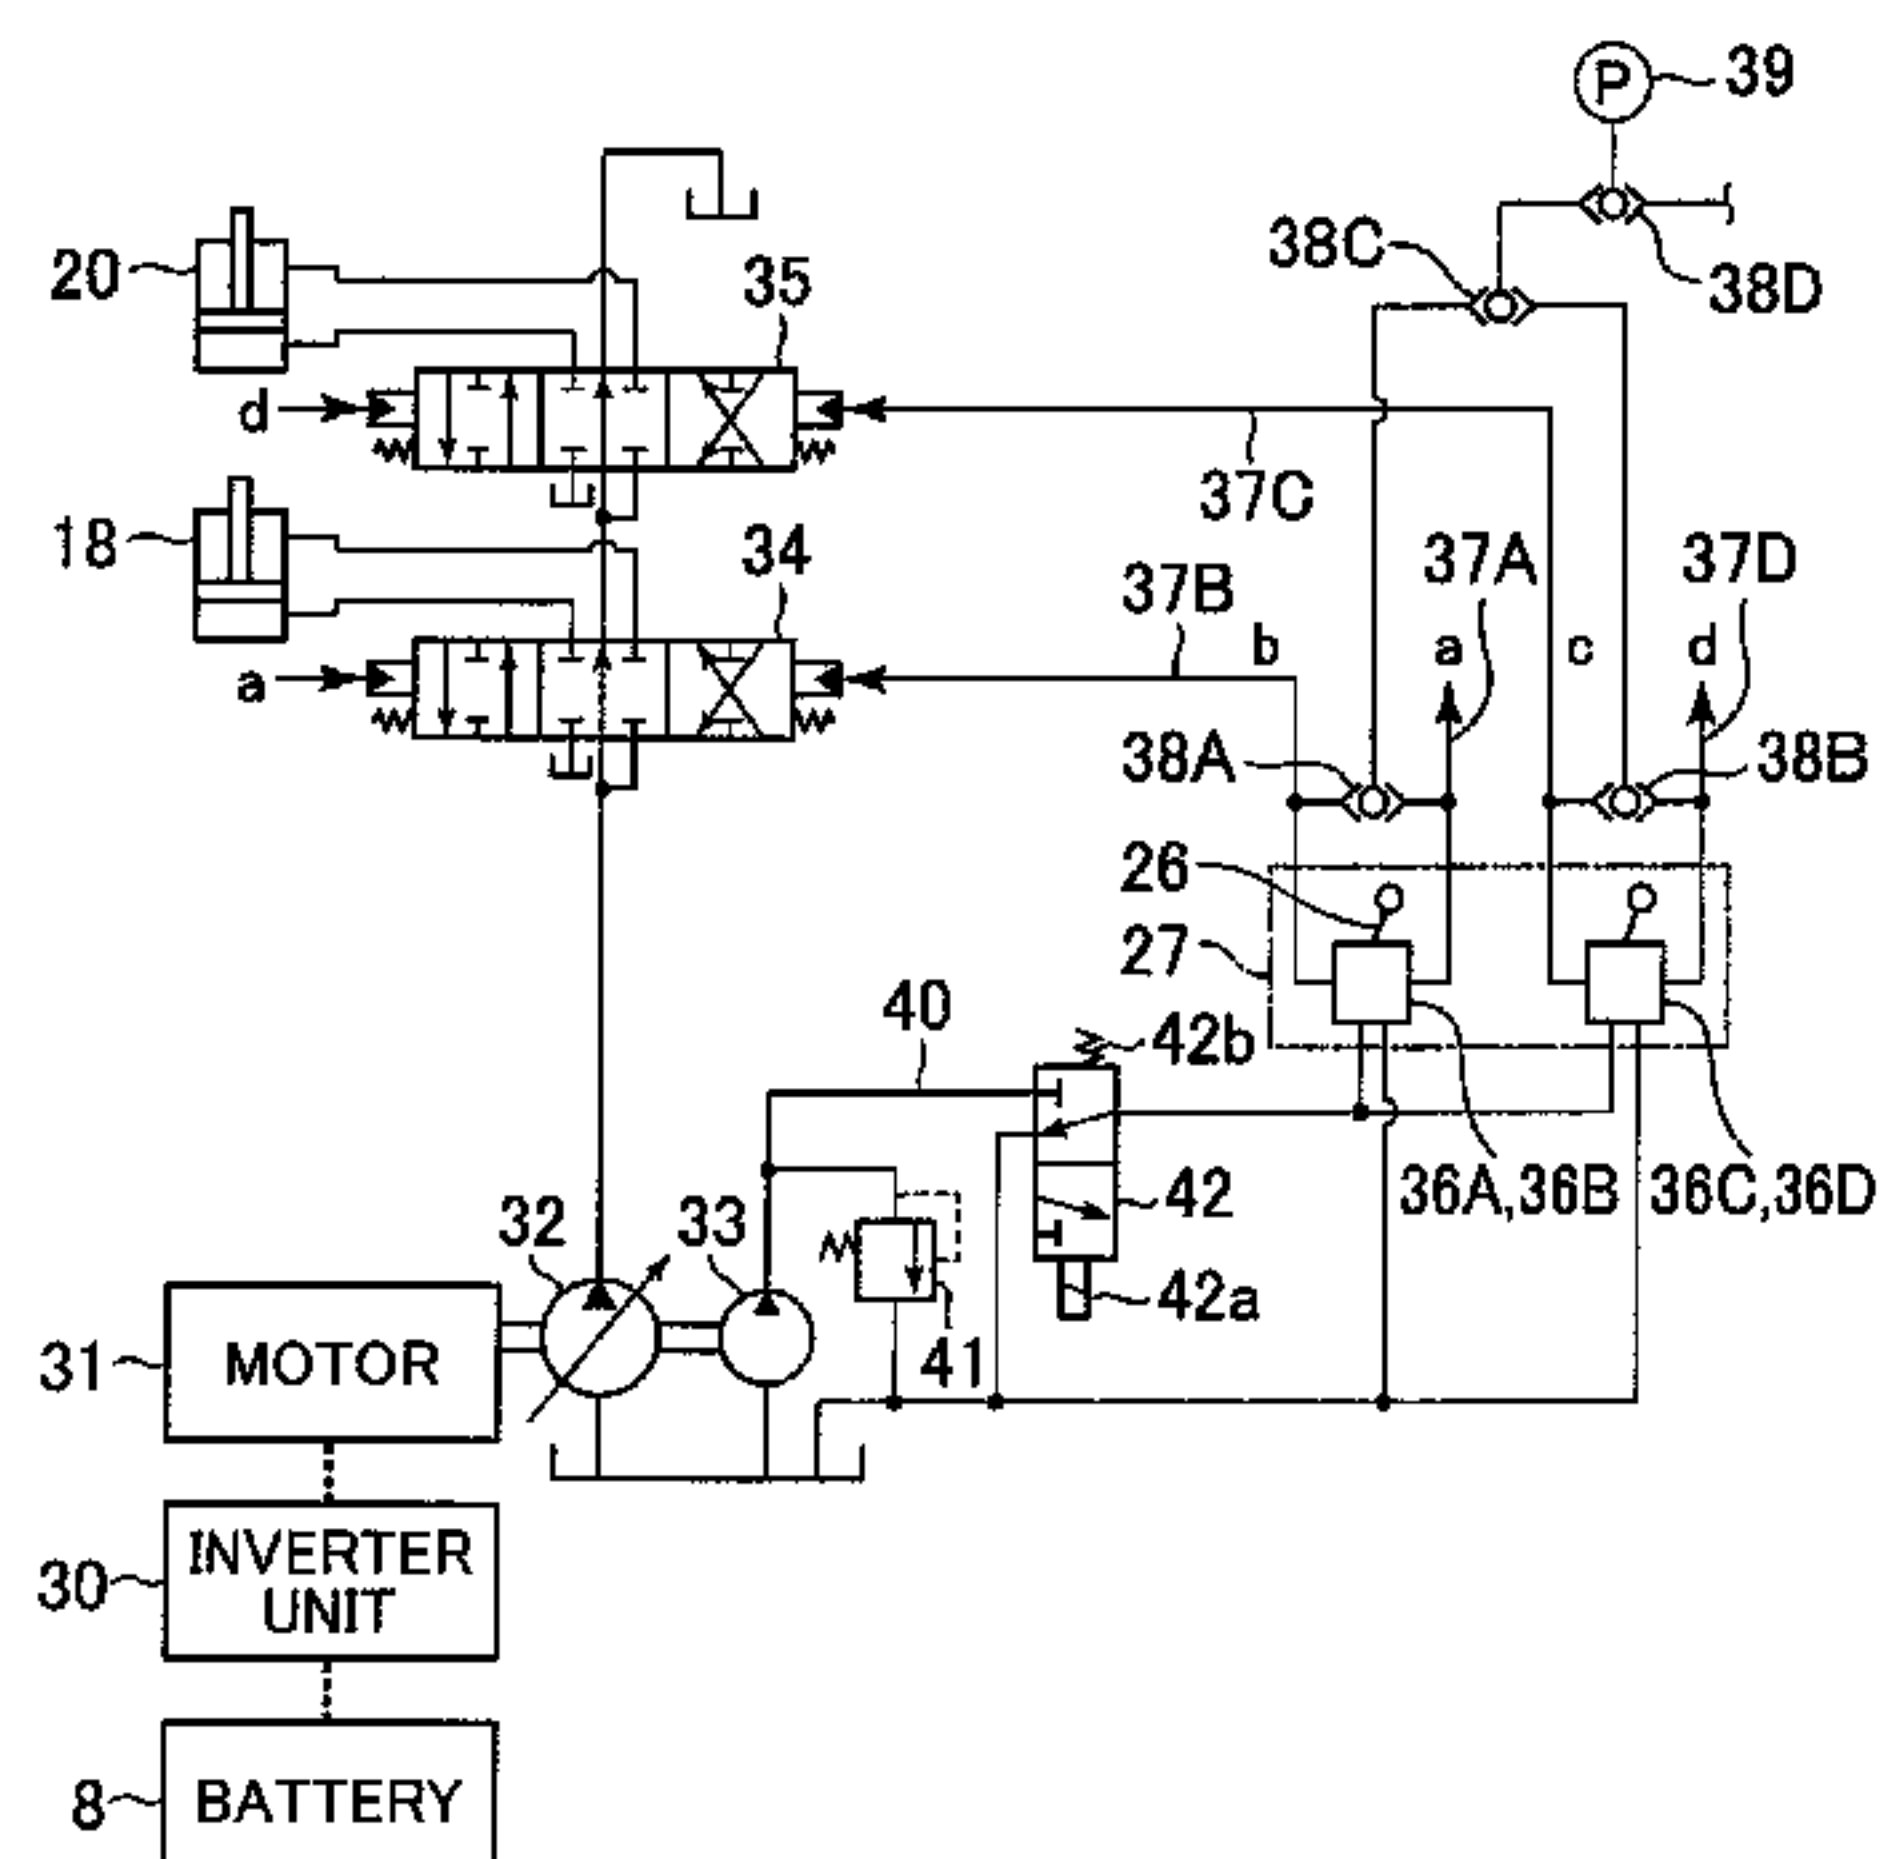 P
39
38C
38D
20
35
d
37C
18
34
37B
37A
37D
b
a
c
d
a
38A
38B
26
27
40
42b
36A,36B
36C,36D
42
32
33
42a
41
31
MOTOR
30
INVERTER
UNIT
8
BATTERY